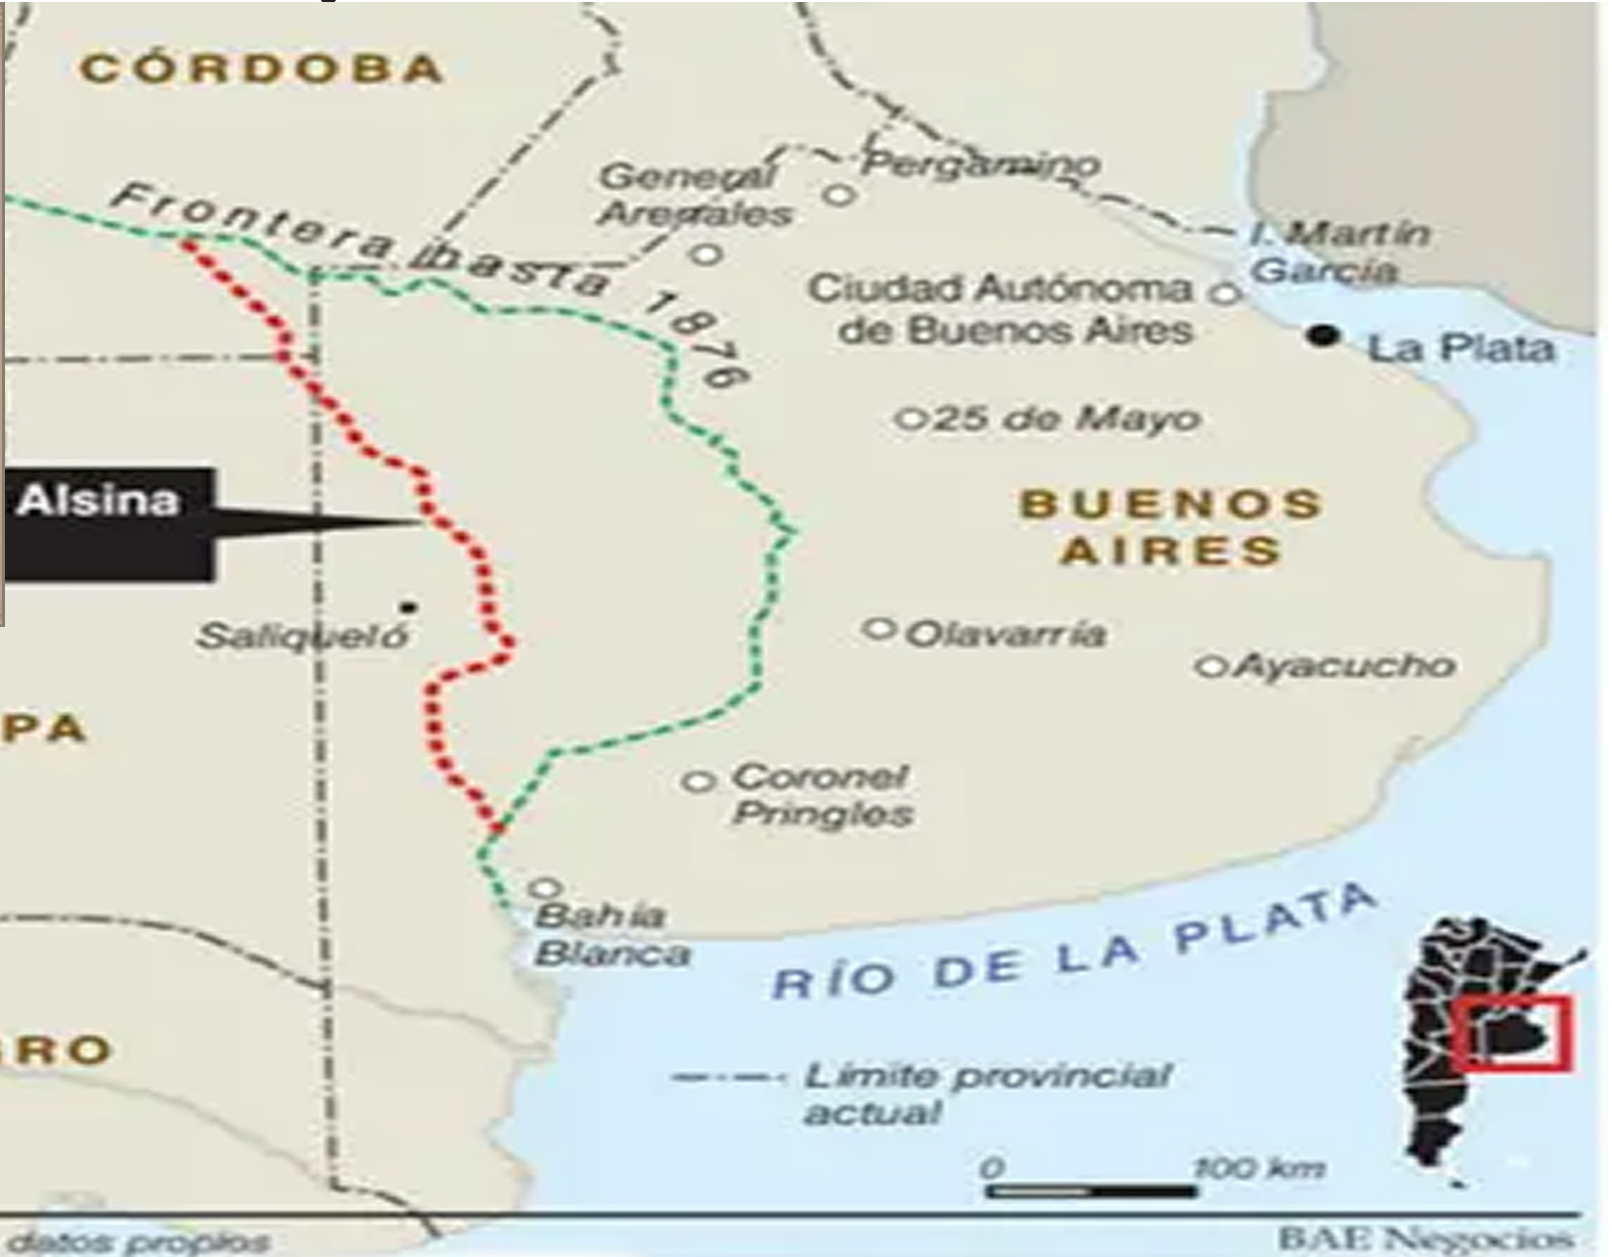 CÓRDOBA
General
Arenales
Pergamino
Frontera hasta 1876
I. Martín
García
Ciudad Autónoma
de Buenos Aires
La Plata
25 de Mayo
Alsina
BUENOS
AIRES
Saliqueló
Olavarría
Ayacucho
PA
Coronel
Pringles
Bahía
Blanca
RÍO DE LA PLATA
RO
Límite provincial
actual
0 100 km
datos propios
BAE Negocios